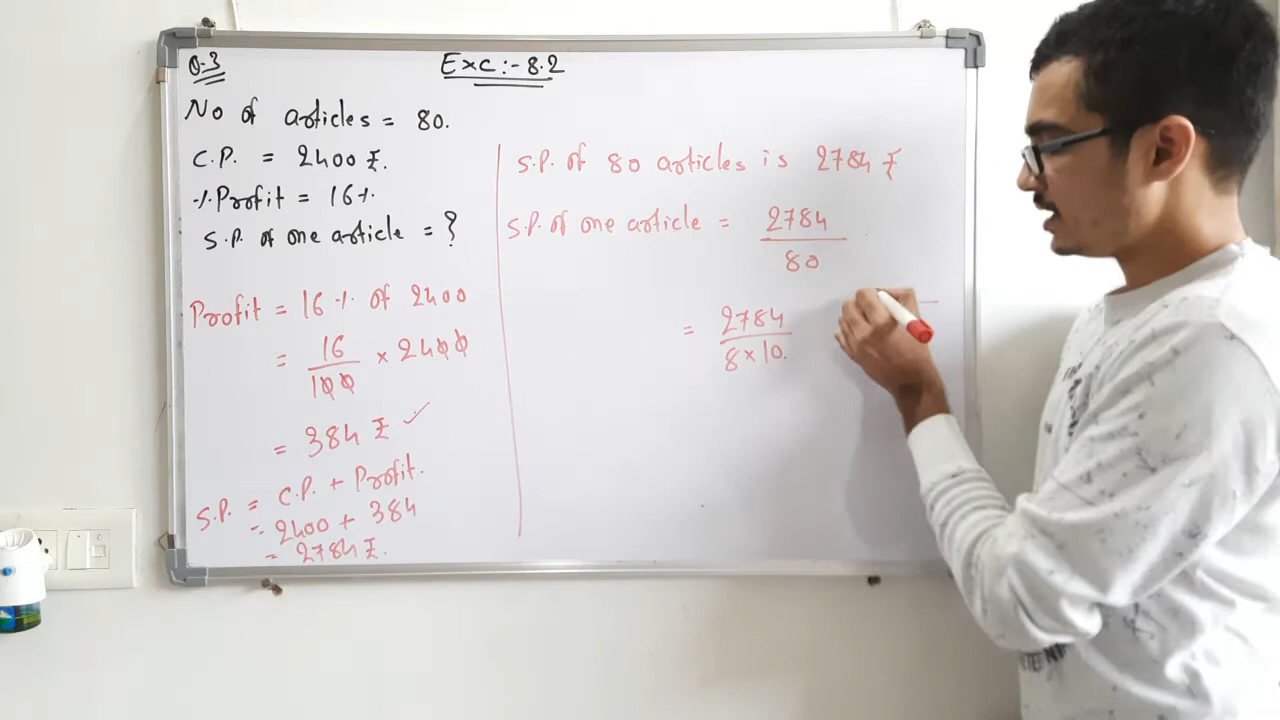 Q.3
Exc:- 8.2
No of articles = 80.
C.P. = 2400 ₹.
% Profit = 16%.
S.P. of one article = ?
Profit = 16% of 2400
= 16/100 × 2400
= 384 ₹ ✓
S.P. = C.P. + Profit.
= 2400 + 384
= 2784 ₹.
S.P. of 80 articles is 2784 ₹
S.P. of one article = 2784/80
= 2784/8×10.